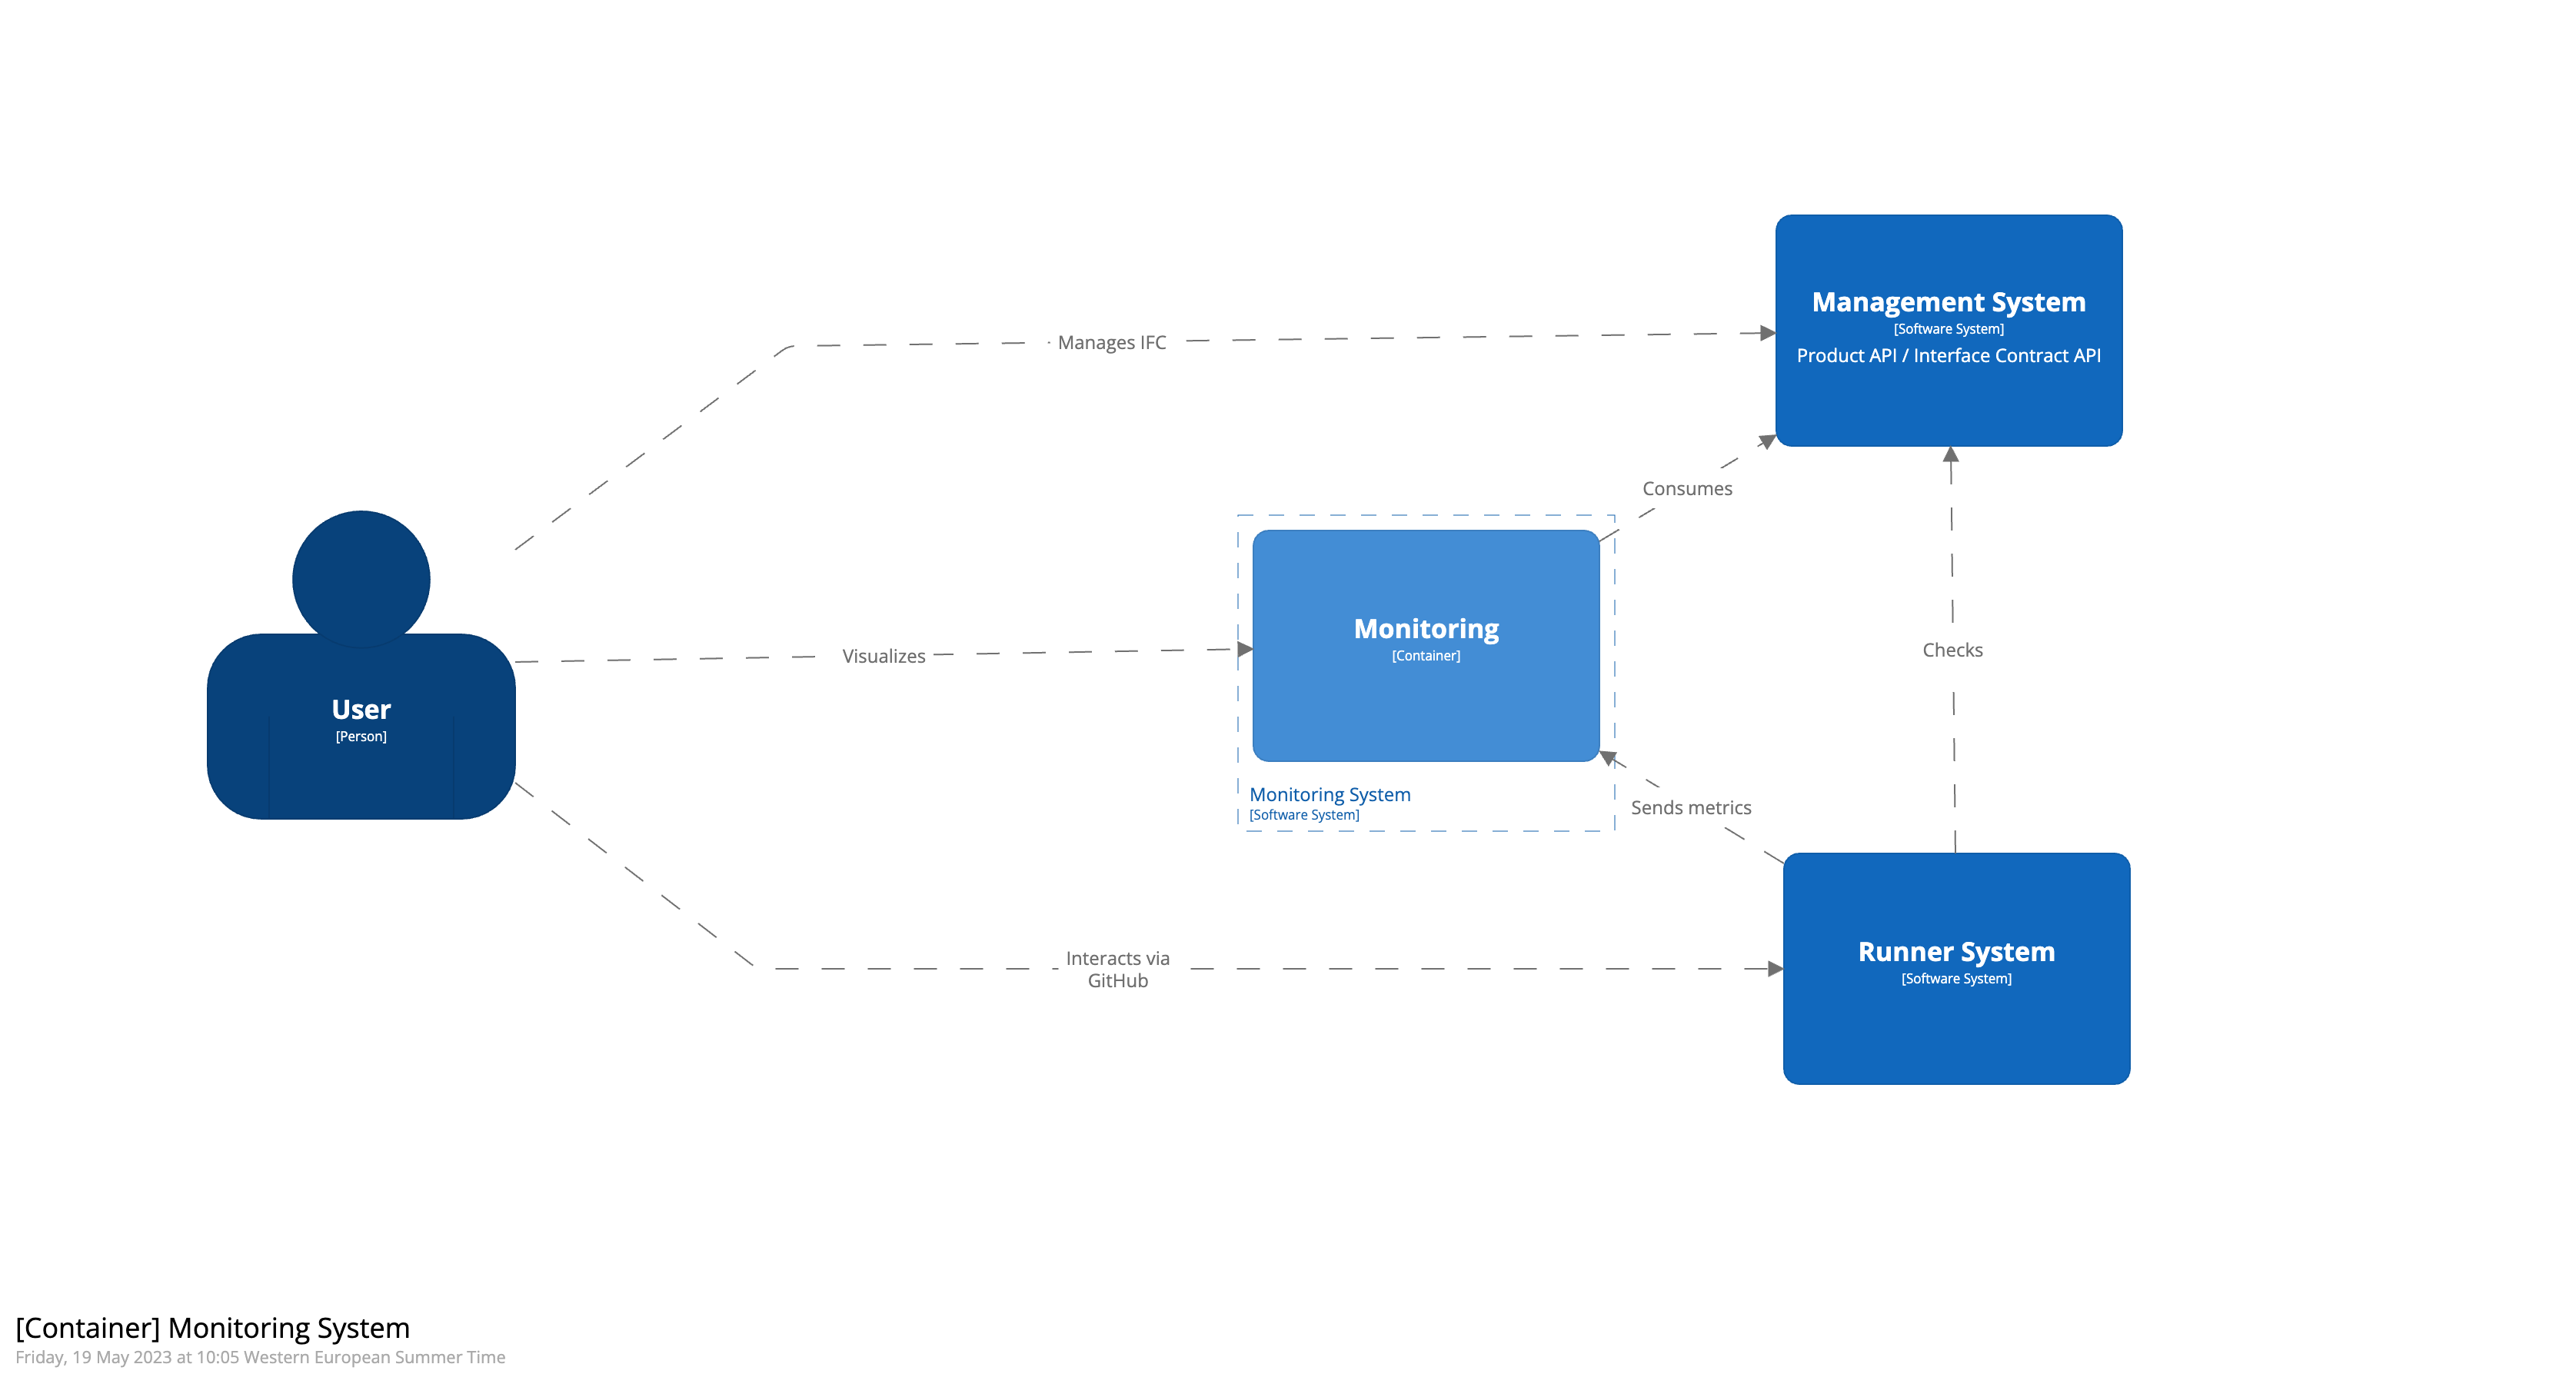 Management System
[Software System]
Product API / Interface Contract API
Manages IFC
Consumes
Monitoring
[Container]
Visualizes
Checks
User
[Person]
Monitoring System
[Software System]
Sends metrics
Interacts via
GitHub
Runner System
[Software System]
[Container] Monitoring System
Friday, 19 May 2023 at 10:05 Western European Summer Time